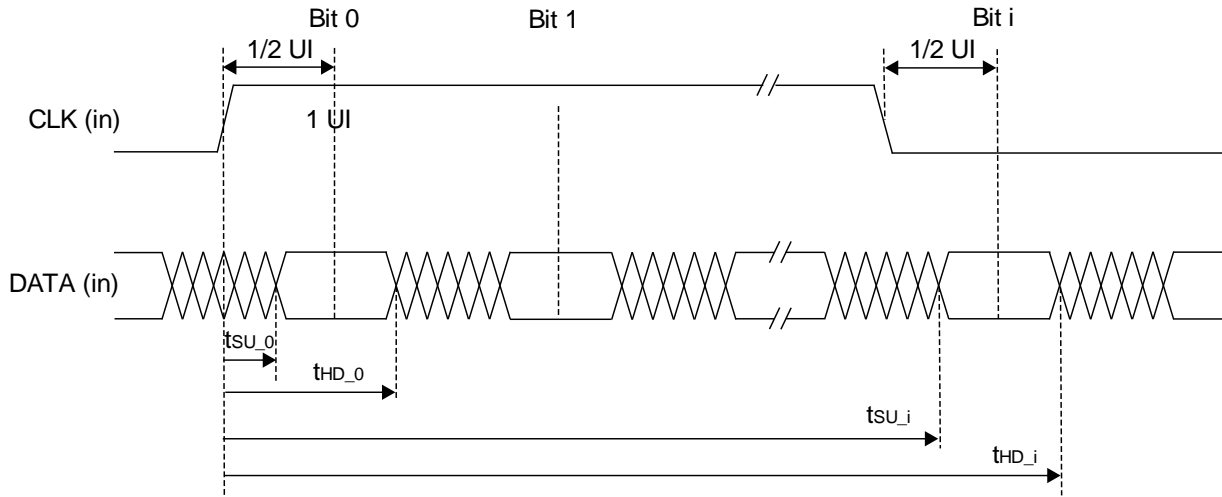 Bit 0 Bit 1 Bit i
1/2 UI 1/2 UI
CLK (in) 1 UI
DATA (in)
tSU_0
tHD_0
tSU_i
tHD_i